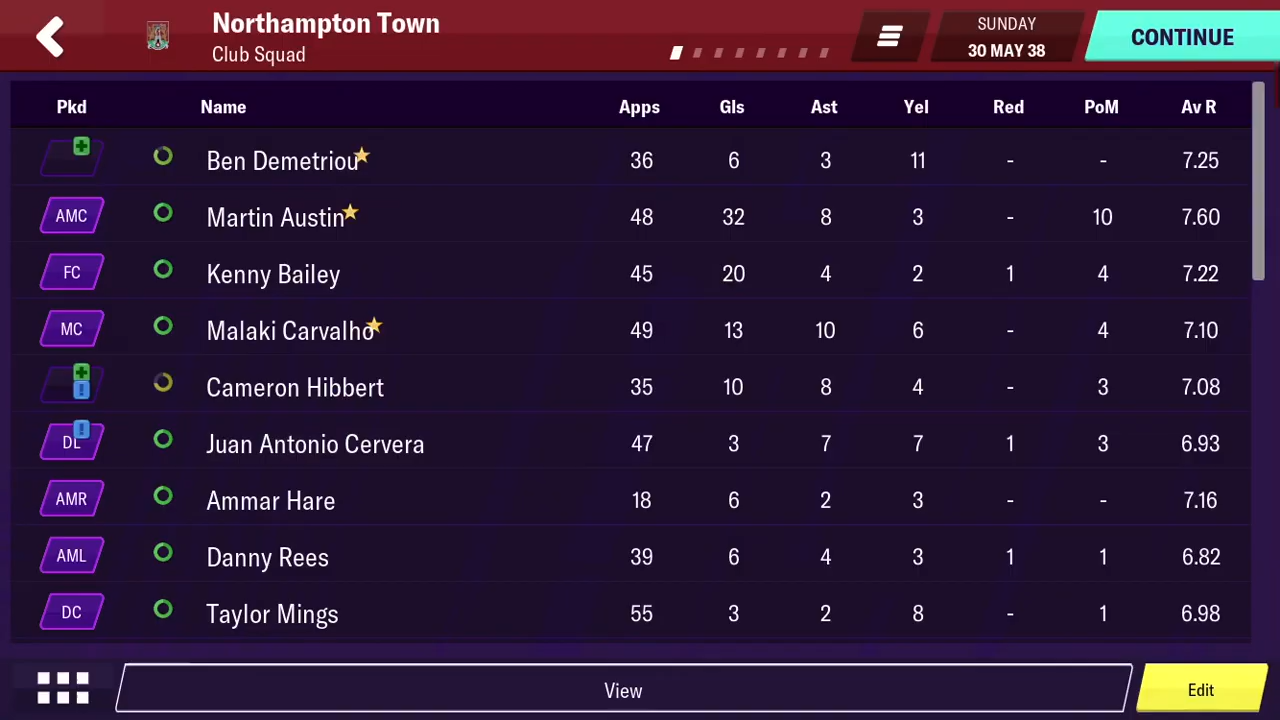 Northampton Town
Club Squad
SUNDAY
30 MAY 38
CONTINUE
Pkd Name Apps Gls Ast Yel Red PoM Av R
Ben Demetriou 36 6 3 11 - - 7.25
AMC Martin Austin 48 32 8 3 - 10 7.60
FC Kenny Bailey 45 20 4 2 1 4 7.22
MC Malaki Carvalho 49 13 10 6 - 4 7.10
Cameron Hibbert 35 10 8 4 - 3 7.08
DL Juan Antonio Cervera 47 3 7 7 1 3 6.93
AMR Ammar Hare 18 6 2 3 - - 7.16
AML Danny Rees 39 6 4 3 1 1 6.82
DC Taylor Mings 55 3 2 8 - 1 6.98
View
Edit